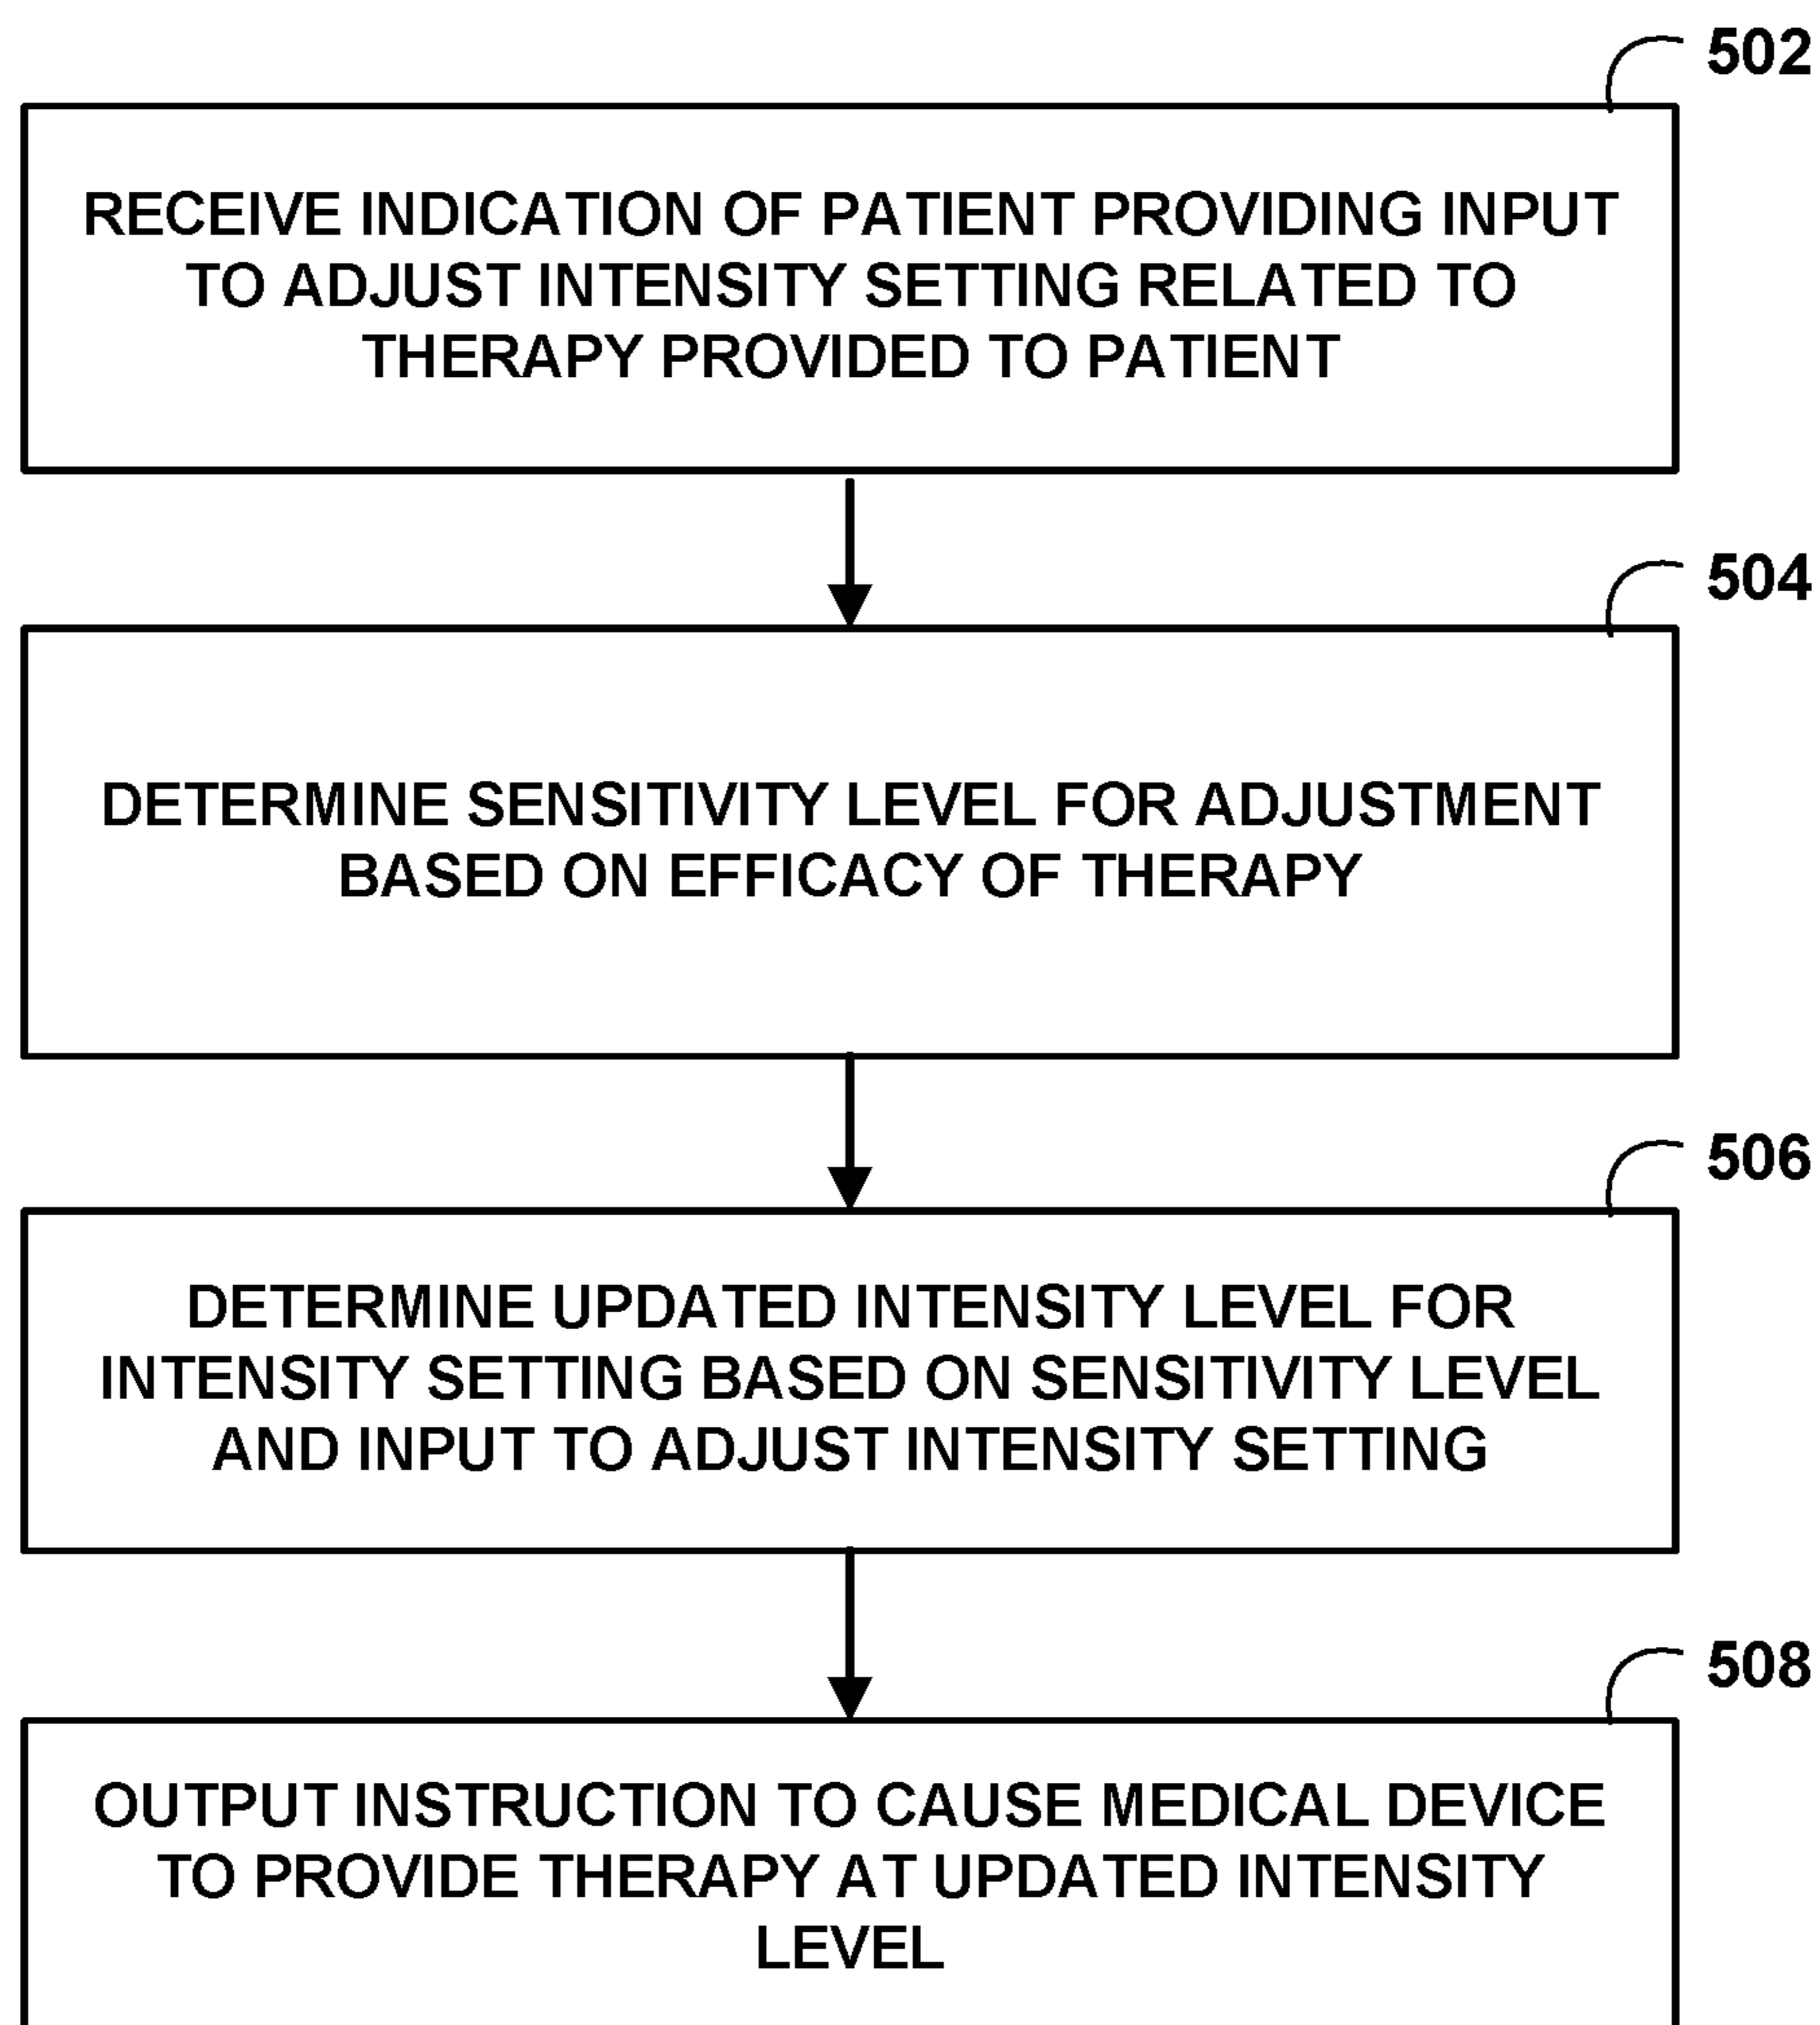 502
RECEIVE INDICATION OF PATIENT PROVIDING INPUT
TO ADJUST INTENSITY SETTING RELATED TO
THERAPY PROVIDED TO PATIENT
504
DETERMINE SENSITIVITY LEVEL FOR ADJUSTMENT
BASED ON EFFICACY OF THERAPY
506
DETERMINE UPDATED INTENSITY LEVEL FOR
INTENSITY SETTING BASED ON SENSITIVITY LEVEL
AND INPUT TO ADJUST INTENSITY SETTING
508
OUTPUT INSTRUCTION TO CAUSE MEDICAL DEVICE
TO PROVIDE THERAPY AT UPDATED INTENSITY
LEVEL